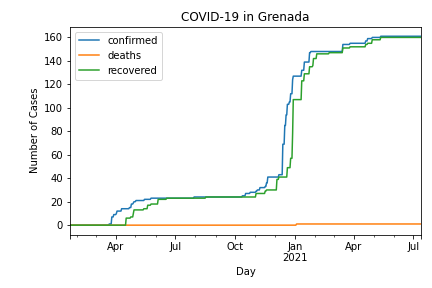 COVID-19 in Grenada
confirmed
deaths
recovered
Number of Cases
160
140
120
100
80
60
40
20
0
Apr
Jul
Oct
Jan
2021
Apr
Jul
Day